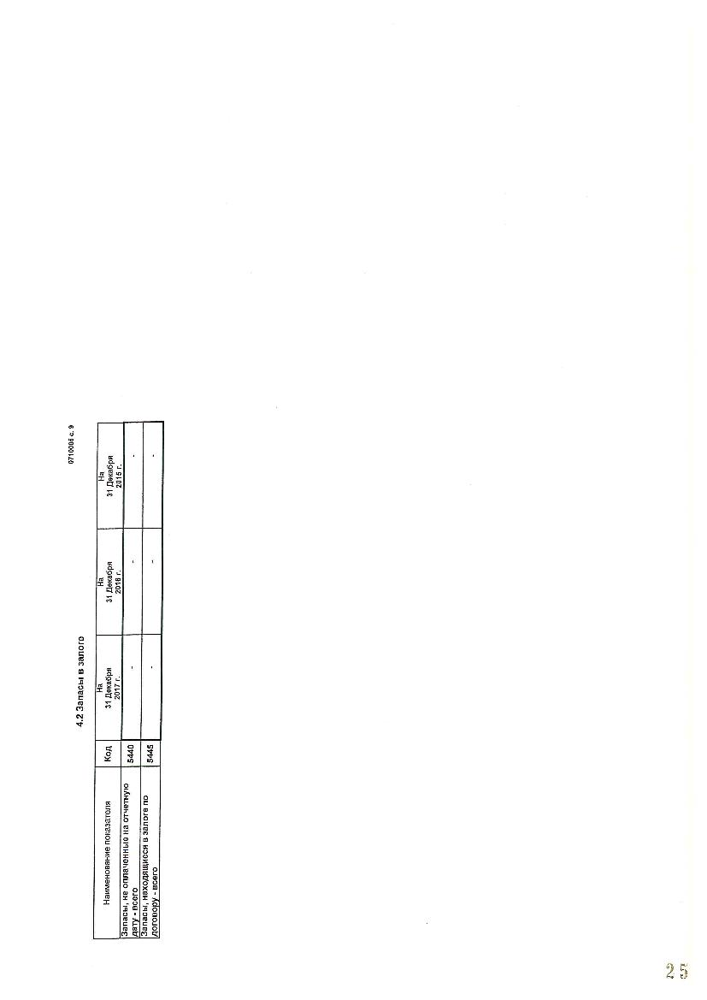 0710005 с. 9
4.2 Запасы в залого
Наименование показателя
Код
На
31 Декабря
2017 г.
На
31 Декабря
2016 г.
На
31 Декабря
2015 г.
Запасы, не оплаченные на отчетную
дату - всего
5440
-
-
-
Запасы, находящиеся в залоге по
договору - всего
5445
-
-
-
25